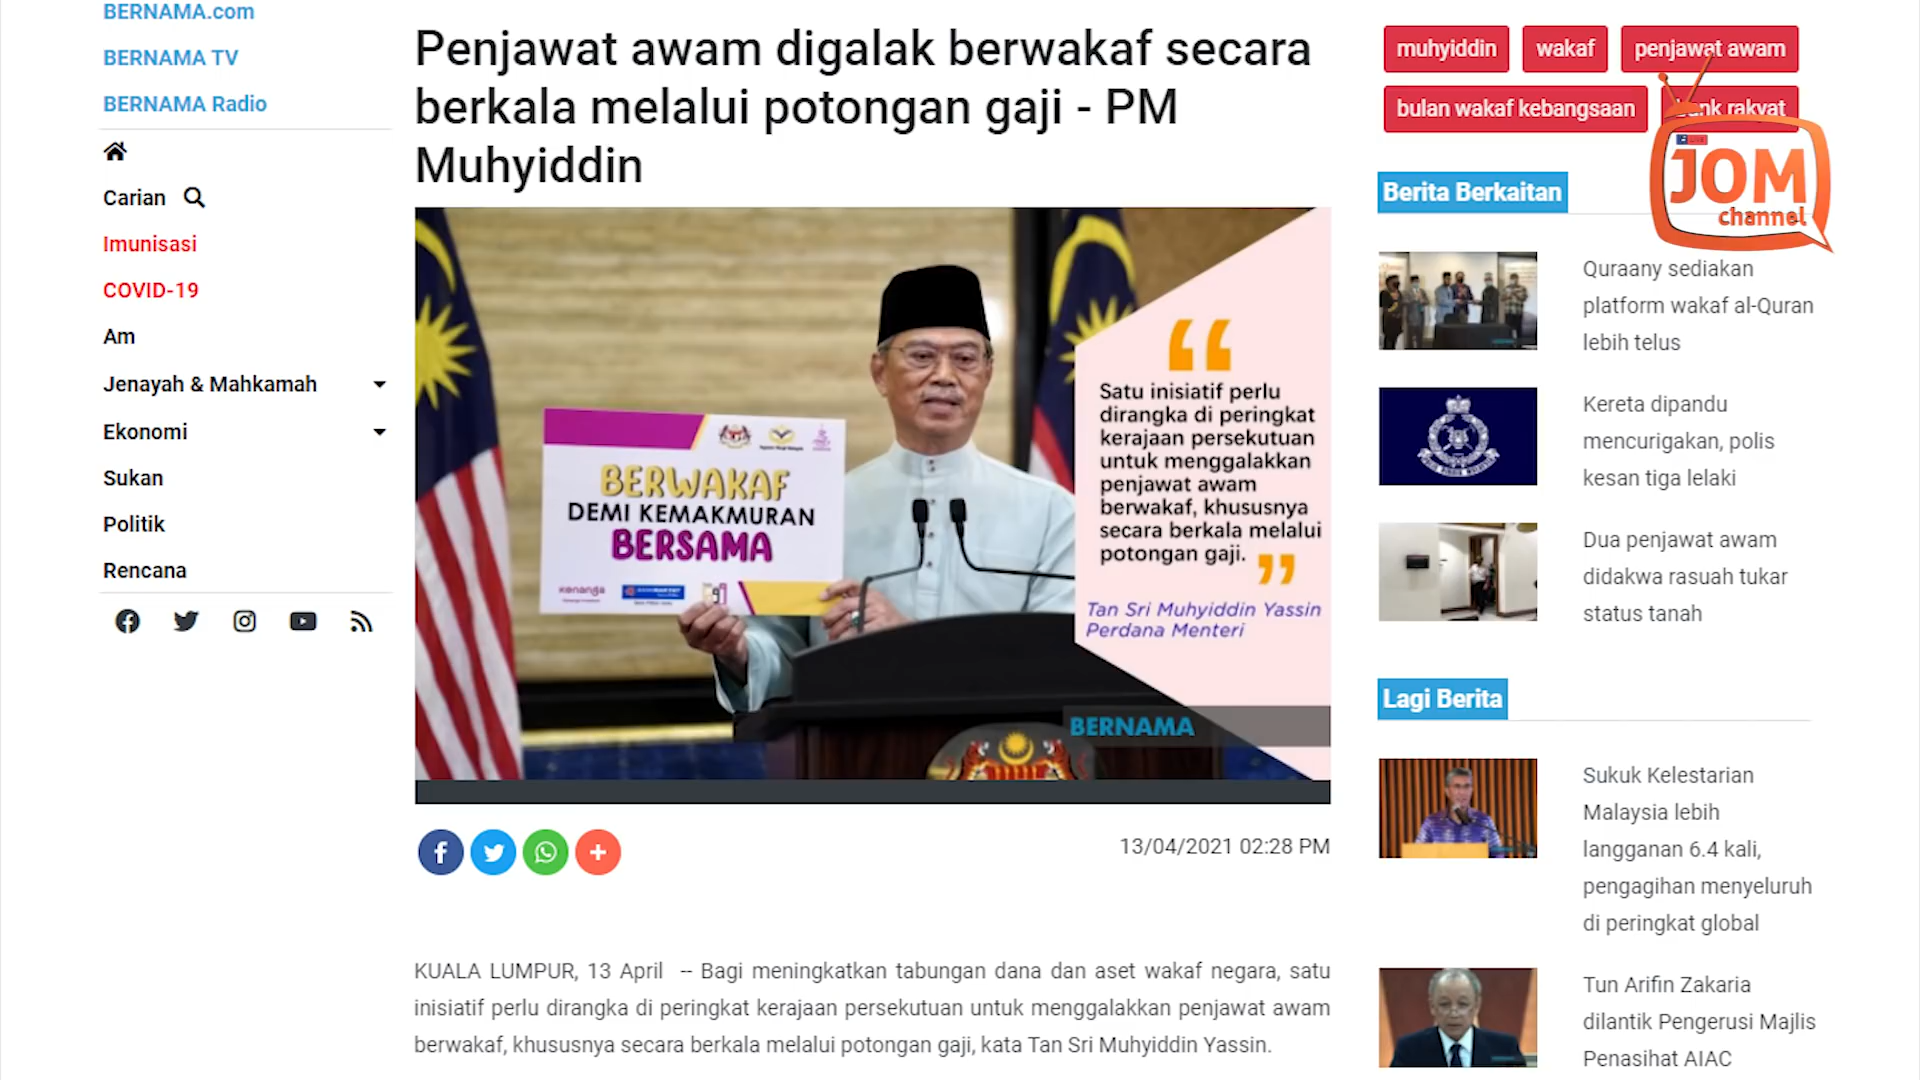 BERNAMA.com
BERNAMA TV
BERNAMA Radio
Carian
Imunisasi
COVID-19
Am
Jenayah & Mahkamah
Ekonomi
Sukan
Politik
Rencana
Penjawat awam digalak berwakaf secara
berkala melalui potongan gaji - PM
Muhyiddin
BERWAKAF
DEMI KEMAKMURAN
BERSAMA
kenanga
Satu inisiatif perlu
dirangka di peringkat
kerajaan persekutuan
untuk menggalakkan
penjawat awam
berwakaf, khususnya
secara berkala melalui
potongan gaji.
Tan Sri Muhyiddin Yassin
Perdana Menteri
BERNAMA
13/04/2021 02:28 PM
KUALA LUMPUR, 13 April -- Bagi meningkatkan tabungan dana dan aset wakaf negara, satu
inisiatif perlu dirangka di peringkat kerajaan persekutuan untuk menggalakkan penjawat awam
berwakaf, khususnya secara berkala melalui potongan gaji, kata Tan Sri Muhyiddin Yassin.
muhyiddin wakaf penjawat awam
bulan wakaf kebangsaan rakyat
JOM
channel
Berita Berkaitan
Quraany sediakan
platform wakaf al-Quran
lebih telus
Kereta dipandu
mencurigakan, polis
kesan tiga lelaki
Dua penjawat awam
didakwa rasuah tukar
status tanah
Lagi Berita
Sukuk Kelestarian
Malaysia lebih
langganan 6.4 kali,
pengagihan menyeluruh
di peringkat global
Tun Arifin Zakaria
dilantik Pengerusi Majlis
Penasihat AIAC